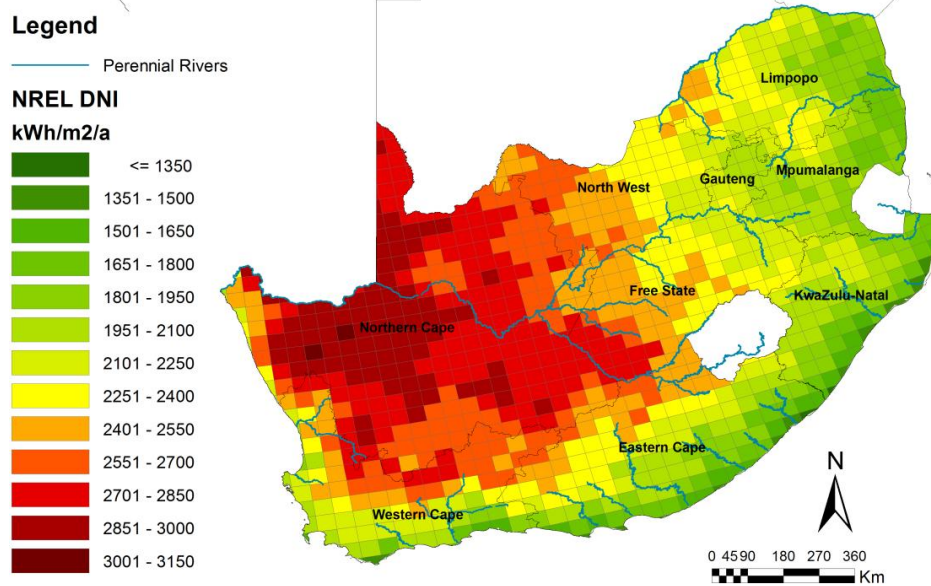 Legend
Perennial Rivers
NREL DNI
kWh/m2/a
<= 1350
1351 - 1500
1501 - 1650
1651 - 1800
1801 - 1950
1951 - 2100
2101 - 2250
2251 - 2400
2401 - 2550
2551 - 2700
2701 - 2850
2851 - 3000
3001 - 3150
Limpopo
North West
Gauteng
Mpumalanga
Free State
KwaZulu-Natal
Northern Cape
Eastern Cape
Western Cape
N
0 45 90 180 270 360
Km